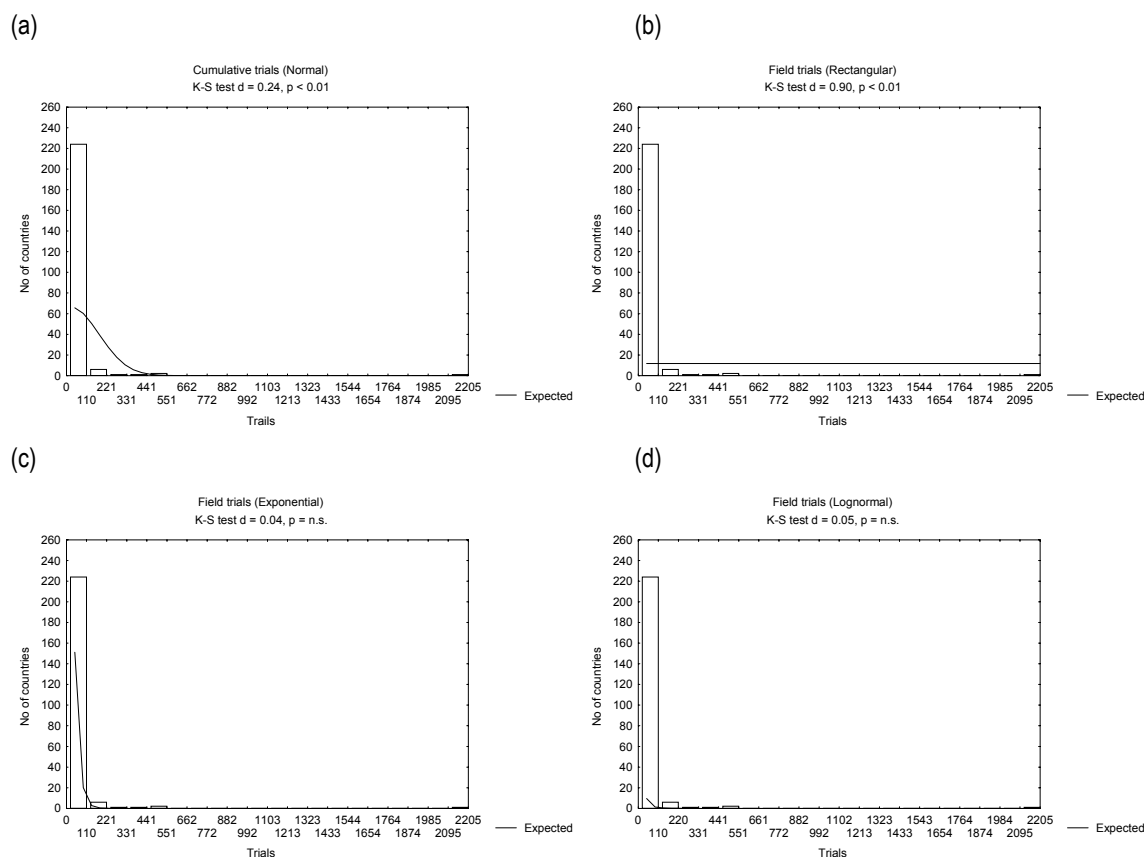 (a)
Cumulative trials (Normal)
K-S test d = 0.24, p < 0.01
No of countries
260
240
220
200
180
160
140
120
100
80
60
40
20
0
0 221 441 662 882 1103 1323 1544 1764 1985 2205
110 331 551 772 992 1213 1433 1654 1874 2095
Trails
Expected
(b)
Field trials (Rectangular)
K-S test d = 0.90, p < 0.01
No of countries
260
240
220
200
180
160
140
120
100
80
60
40
20
0
0 220 441 662 882 1103 1323 1544 1764 1985 2205
110 331 551 772 992 1213 1433 1654 1874 2095
Trials
Expected
(c)
Field trials (Exponential)
K-S test d = 0.04, p = n.s.
No of countries
260
240
220
200
180
160
140
120
100
80
60
40
20
0
0 221 441 662 882 1103 1323 1544 1764 1985 2205
110 331 551 772 992 1213 1433 1654 1874 2095
Trials
Expected
(d)
Field trials (Lognormal)
K-S test d = 0.05, p = n.s.
No of countries
260
240
220
200
180
160
140
120
100
80
60
40
20
0
0 220 441 662 882 1103 1323 1544 1764 1985 2205
110 331 551 772 992 1213 1433 1654 1874 2095
Trials
Expected